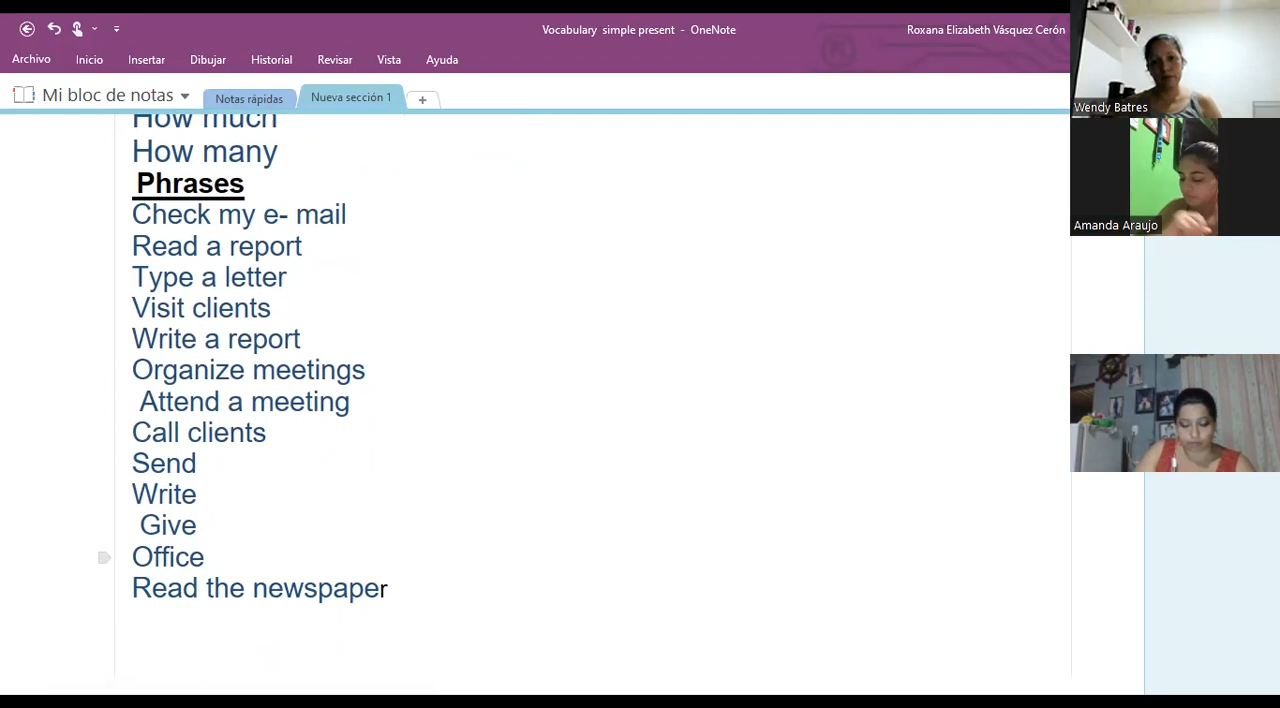 Vocabulary simple present - OneNote
Roxana Elizabeth Vásquez Cerón
Archivo Inicio Insertar Dibujar Historial Revisar Vista Ayuda
Mi bloc de notas Notas rápidas Nueva sección 1
How much
How many
Phrases
Check my e- mail
Read a report
Type a letter
Visit clients
Write a report
Organize meetings
Attend a meeting
Call clients
Send
Write
Give
Office
Read the newspaper
Wendy Batres
Amanda Araujo